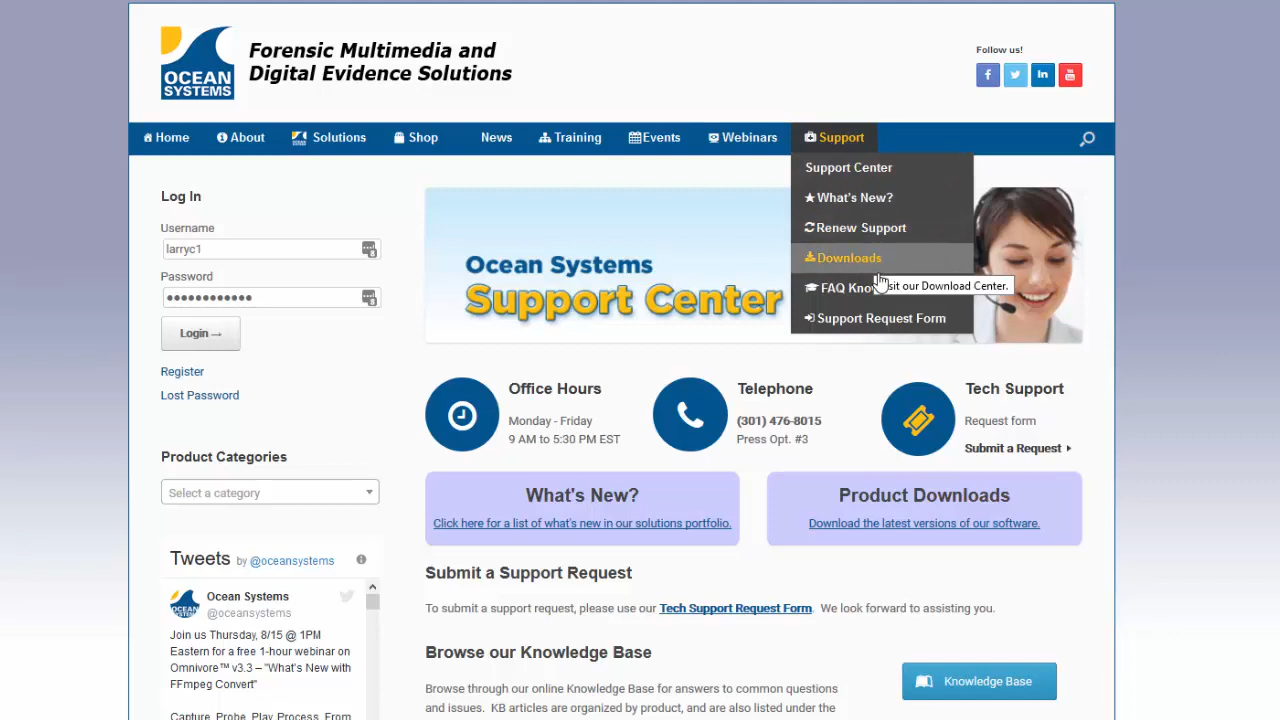 OCEAN
SYSTEMS
Forensic Multimedia and
Digital Evidence Solutions
Follow us!
Home
About
Solutions
Shop
News
Training
Events
Webinars
Support
Support Center
What's New?
Renew Support
Downloads
FAQ Kno
sit our Download Center.
Support Request Form
Log In
Username
larryc1
Password
Login →
Register
Lost Password
Product Categories
Select a category
Tweets by @oceansystems
Ocean Systems
@oceansystems
Join us Thursday, 8/15 @ 1PM
Eastern for a free 1-hour webinar on
Omnivore™ v3.3 – "What's New with
FFmpeg Convert"
Capture, Probe, Play, Process. From
Ocean Systems
Support Center
Office Hours
Monday - Friday
9 AM to 5:30 PM EST
Telephone
(301) 476-8015
Press Opt. #3
Tech Support
Request form
Submit a Request
What's New?
Click here for a list of what's new in our solutions portfolio.
Product Downloads
Download the latest versions of our software.
Submit a Support Request
To submit a support request, please use our Tech Support Request Form. We look forward to assisting you.
Browse our Knowledge Base
Browse through our online Knowledge Base for answers to common questions
and issues. KB articles are organized by product, and are also listed under the
Knowledge Base